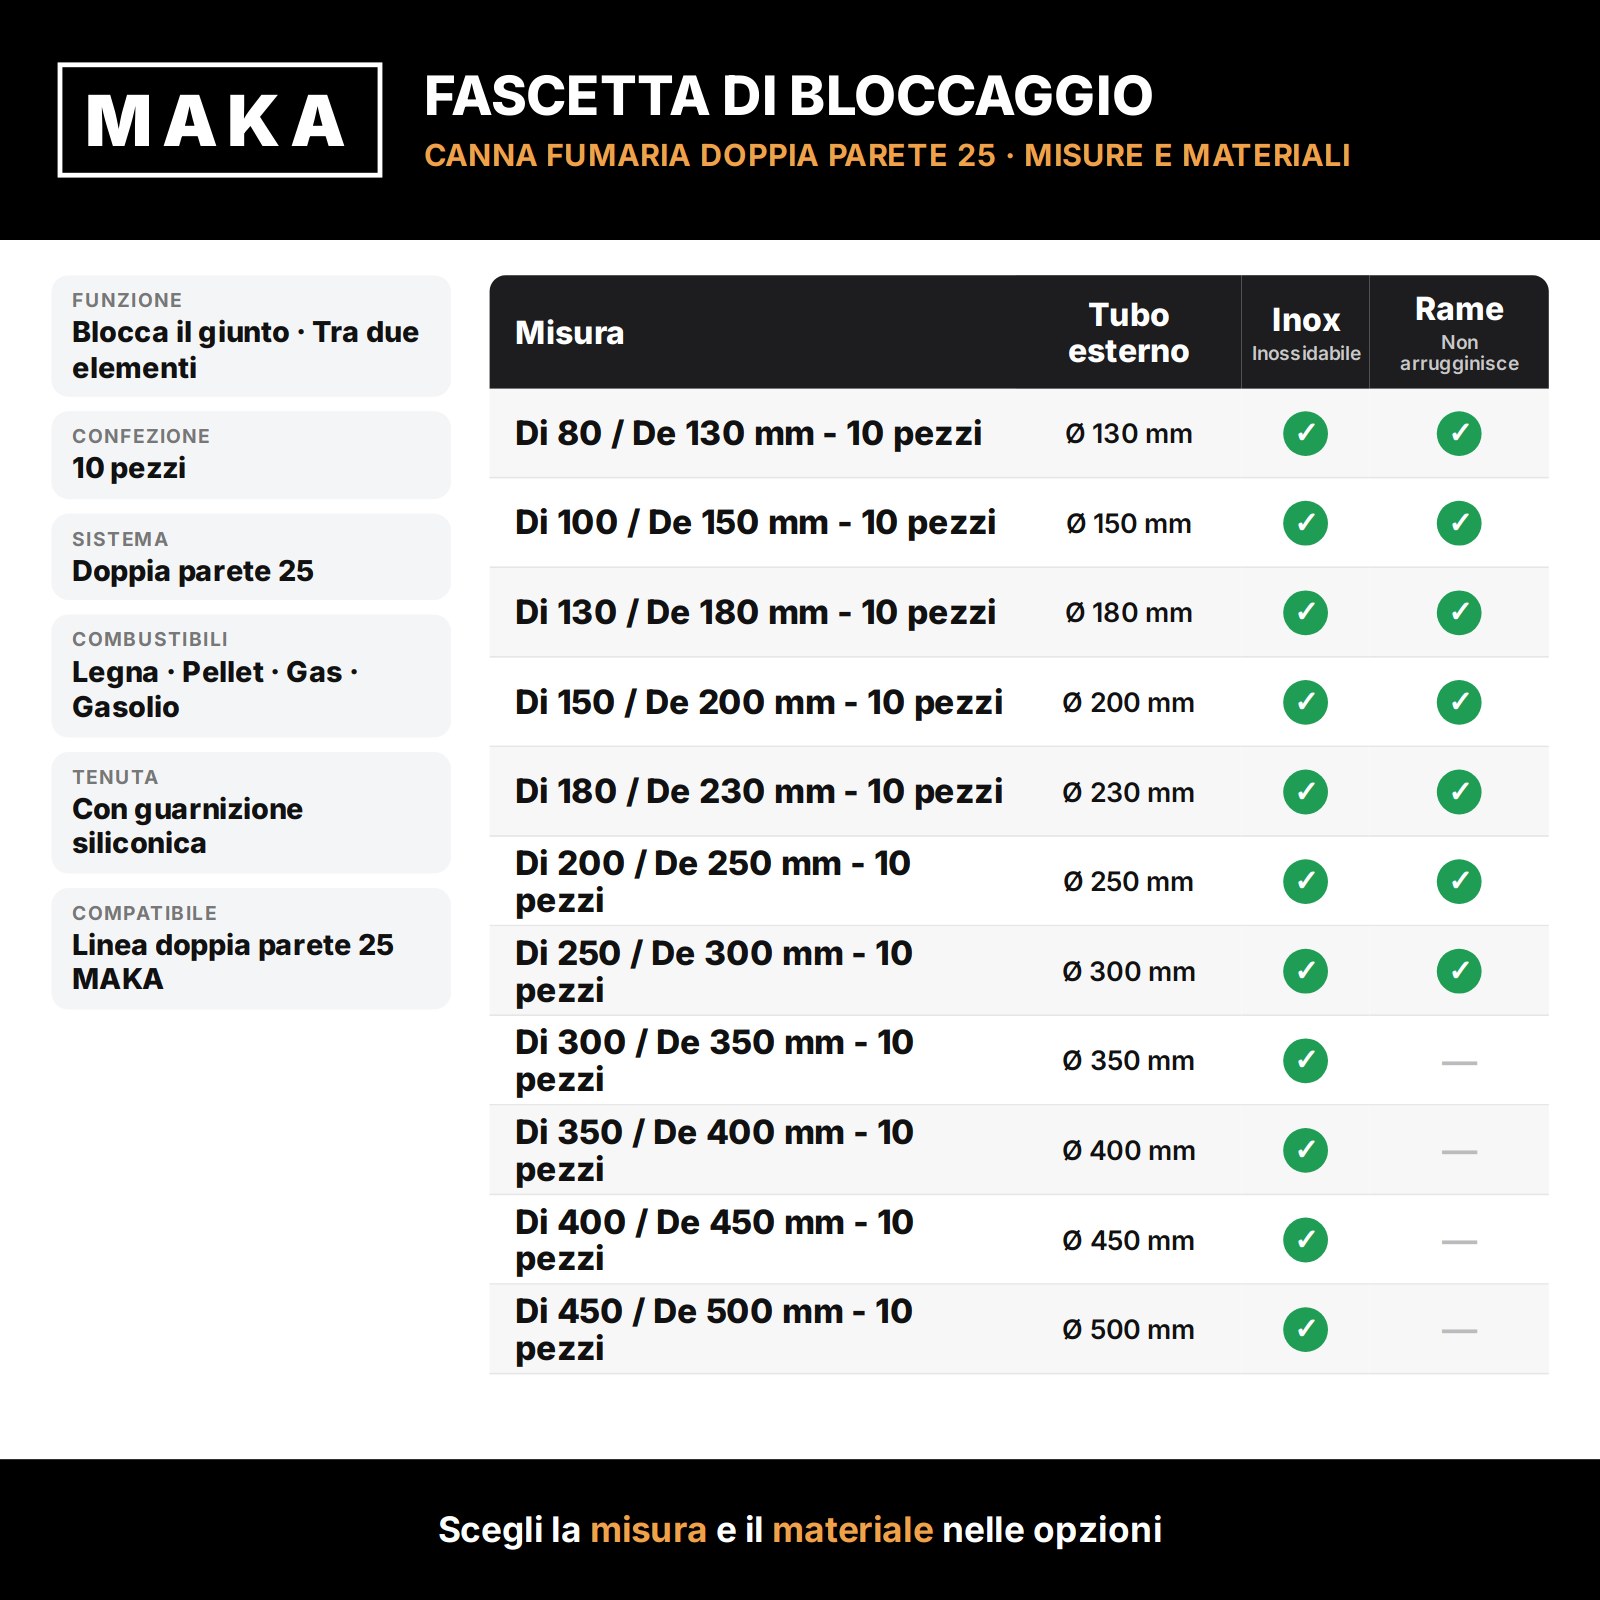 MAKA
FASCETTA DI BLOCCAGGIO
CANNA FUMARIA DOPPIA PARETE 25 · MISURE E MATERIALI
FUNZIONE
Blocca il giunto · Tra due
elementi
CONFEZIONE
10 pezzi
SISTEMA
Doppia parete 25
COMBUSTIBILI
Legna · Pellet · Gas ·
Gasolio
TENUTA
Con guarnizione
siliconica
COMPATIBILE
Linea doppia parete 25
MAKA
Misura
Tubo
esterno
Inox
Inossidabile
Rame
Non
arrugginisce
Di 80 / De 130 mm - 10 pezzi Ø 130 mm ✓ ✓
Di 100 / De 150 mm - 10 pezzi Ø 150 mm ✓ ✓
Di 130 / De 180 mm - 10 pezzi Ø 180 mm ✓ ✓
Di 150 / De 200 mm - 10 pezzi Ø 200 mm ✓ ✓
Di 180 / De 230 mm - 10 pezzi Ø 230 mm ✓ ✓
Di 200 / De 250 mm - 10
pezzi Ø 250 mm ✓ ✓
Di 250 / De 300 mm - 10
pezzi Ø 300 mm ✓ ✓
Di 300 / De 350 mm - 10
pezzi Ø 350 mm ✓ —
Di 350 / De 400 mm - 10
pezzi Ø 400 mm ✓ —
Di 400 / De 450 mm - 10
pezzi Ø 450 mm ✓ —
Di 450 / De 500 mm - 10
pezzi Ø 500 mm ✓ —
Scegli la misura e il materiale nelle opzioni